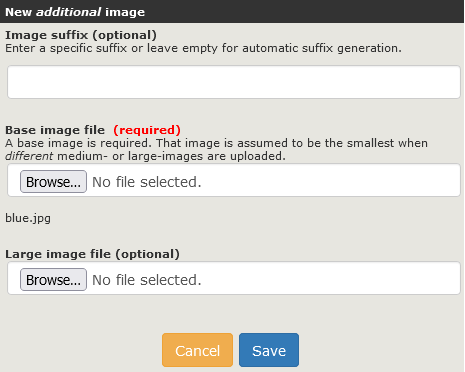 New additional image
Image suffix (optional)
Enter a specific suffix or leave empty for automatic suffix generation.
Base image file (required)
A base image is required. That image is assumed to be the smallest when
different medium- or large-images are uploaded.
Browse... No file selected.
blue.jpg
Large image file (optional)
Browse... No file selected.
Cancel Save